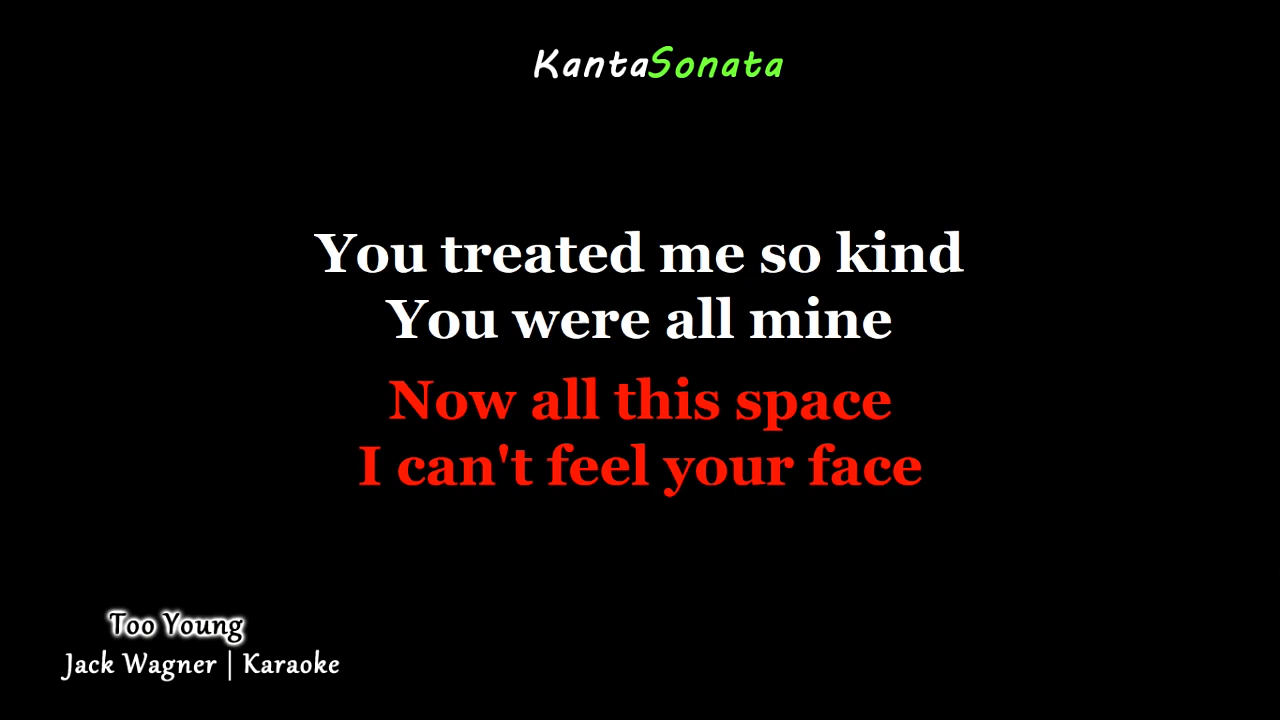 KantaSonata
You treated me so kind
You were all mine
Now all this space
I can't feel your face
Too Young
Jack Wagner | Karaoke